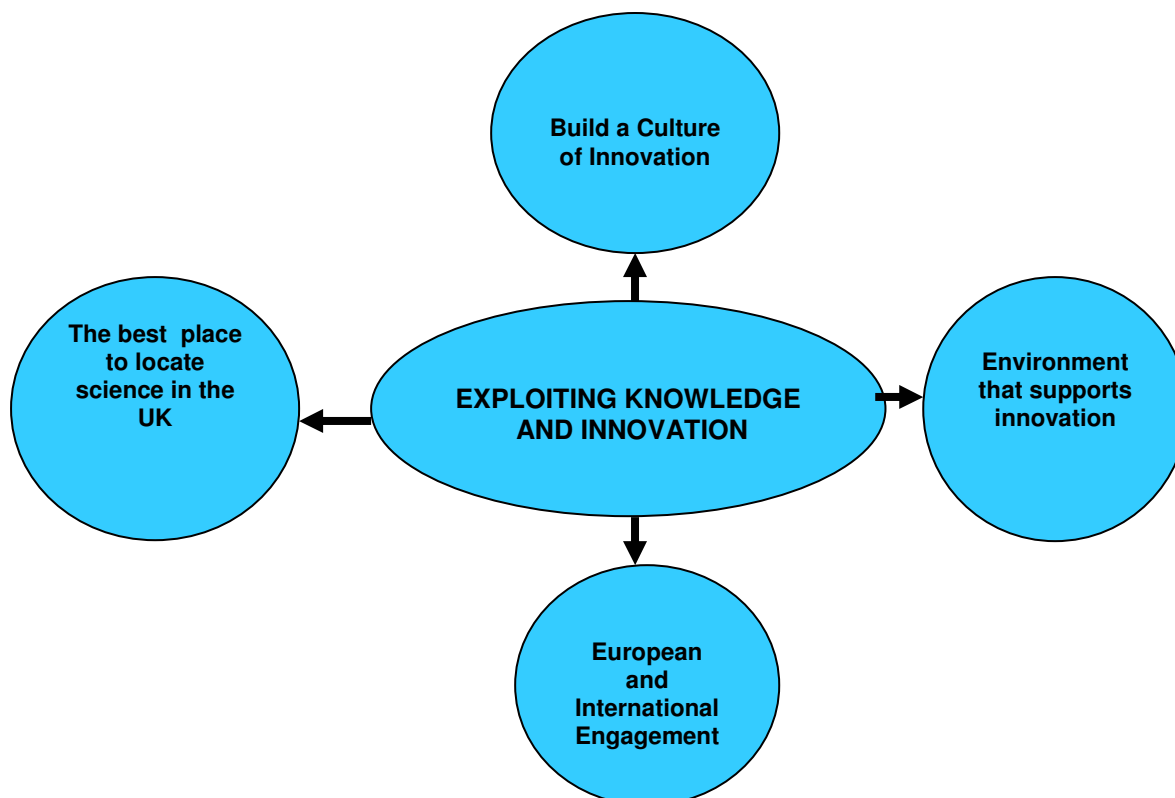 Build a Culture
of Innovation
The best place
to locate
science in the
UK
EXPLOITING KNOWLEDGE
AND INNOVATION
Environment
that supports
innovation
European
and
International
Engagement